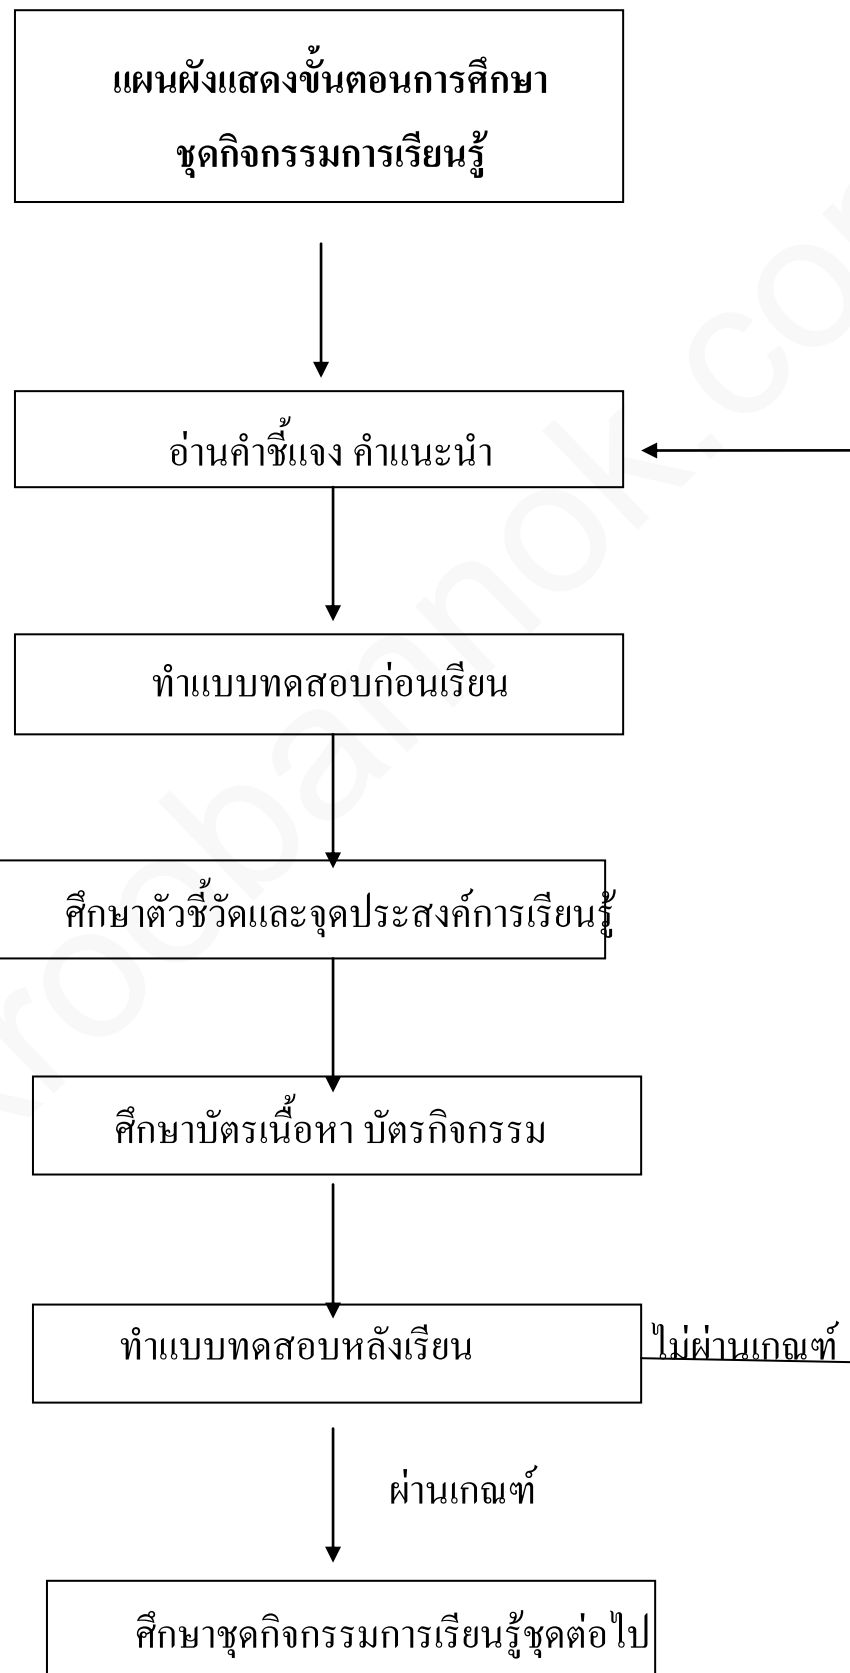 แผนผังแสดงขั้นตอนการศึกษา
ชุดกิจกรรมการเรียนรู้
อ่านคำชี้แจง คำแนะนำ
ทำแบบทดสอบก่อนเรียน
ศึกษาตัวชี้วัดและจุดประสงค์การเรียนรู้
ศึกษาบัตรเนื้อหา บัตรกิจกรรม
ทำแบบทดสอบหลังเรียน
ไม่ผ่านเกณฑ์
ผ่านเกณฑ์
ศึกษาชุดกิจกรรมการเรียนรู้ชุดต่อไป